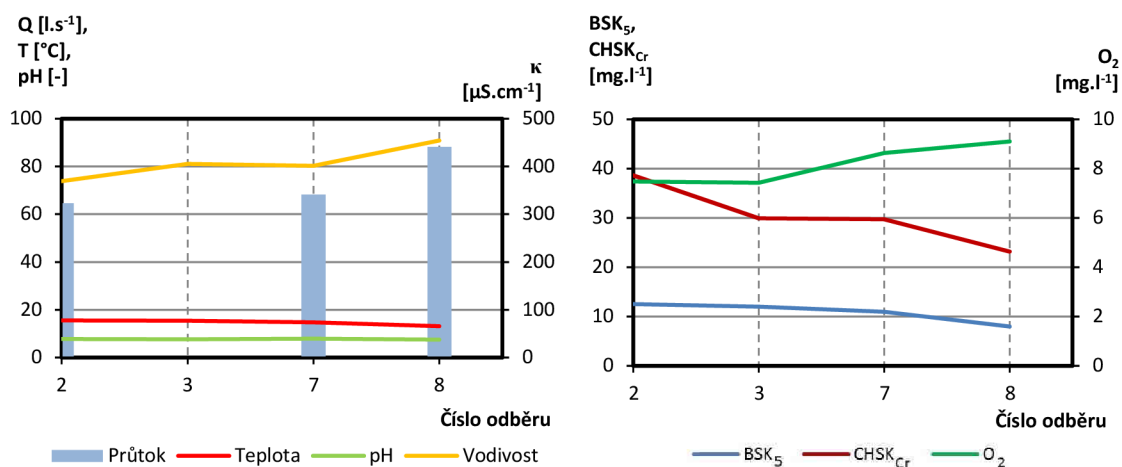 Q [l.s⁻¹],
T [°C],
pH [-]
κ
[µS.cm⁻¹]
100
80
60
40
20
0
500
400
300
200
100
0
2 3 7 8
Číslo odběru
Průtok Teplota pH Vodivost
BSK₅,
CHSK_Cr
[mg.l⁻¹]
O₂
[mg.l⁻¹]
50
40
30
20
10
0
10
8
6
4
2
0
2 3 7 8
Číslo odběru
BSK₅ CHSK_Cr O₂